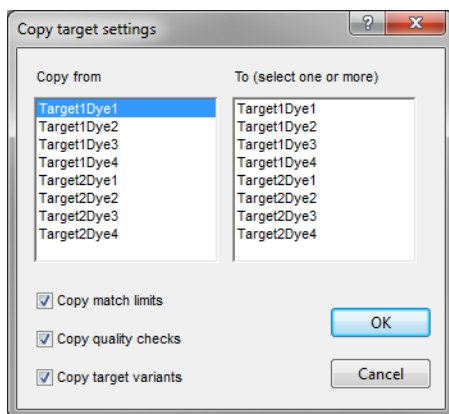 Copy target settings
?
Copy from
To (select one or more)
Target1Dye1
Target1Dye2
Target1Dye3
Target1Dye4
Target2Dye1
Target2Dye2
Target2Dye3
Target2Dye4
Target1Dye1
Target1Dye2
Target1Dye3
Target1Dye4
Target2Dye1
Target2Dye2
Target2Dye3
Target2Dye4
Copy match limits
Copy quality checks
Copy target variants
OK
Cancel